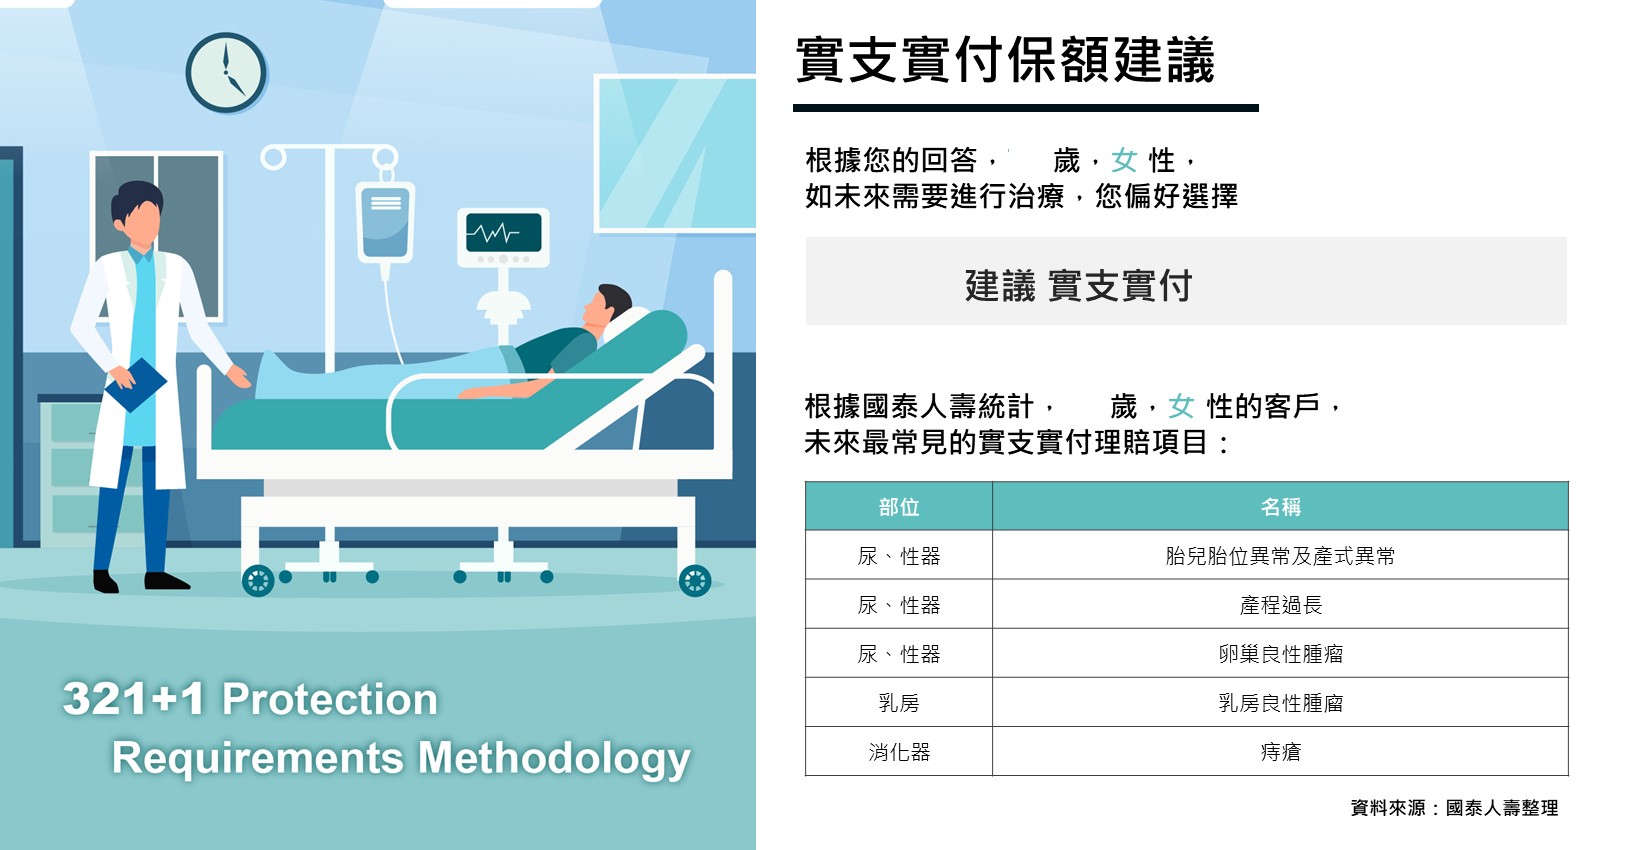 321+1 Protection
Requirements Methodology
實支實付保額建議
根據您的回答，歲，女 性，
如未來需要進行治療，您偏好選擇
建議 實支實付
根據國泰人壽統計，歲，女 性的客戶，
未來最常見的實支實付理賠項目：
部位 名稱
尿、性器 胎兒胎位異常及產式異常
尿、性器 產程過長
尿、性器 卵巢良性腫瘤
乳房 乳房良性腫瘤
消化器 痔瘡
資料來源：國泰人壽整理